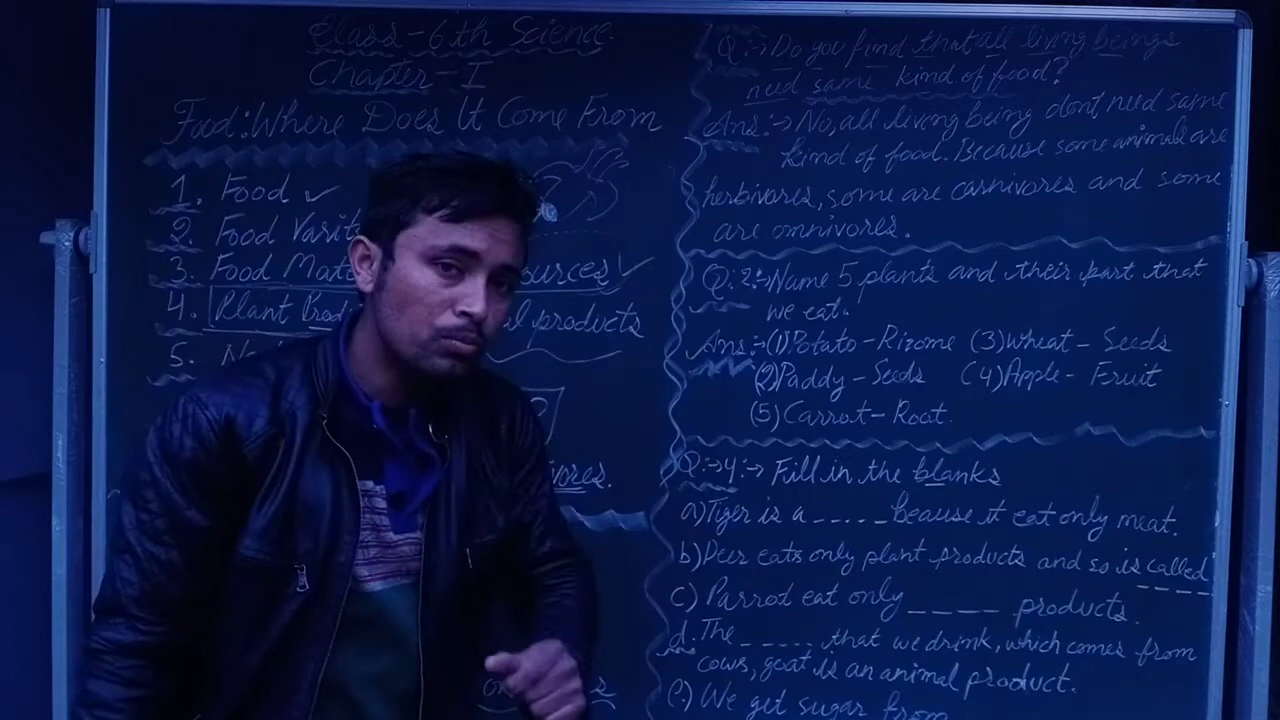 Class-6th Science.
Chapter-I
Food:Where Does It Come From
1. Food ✓
2. Food Varit
3. Food Mate ources ✓
4. Plant Prod l products
5.
vores.
Q:→Do you find that all living beings
need same kind of food?
Ans:→No, all living being dont need same
kind of food. Because some animals are
herbivores, some are carnivores and some
are omnivores.
Q:2:→Name 5 plants and their part that
we eat.
Ans:→(1)Potato-Rizome (3)Wheat- Seeds
(2)Paddy-Seeds (4)Apple- Fruit
(5)Carrot-Root.
Q:→4:→ Fill in the blanks
a)Tiger is a _____ Beause it eat only meat.
b)Deer eats only plant products and so is called ____
c) Parrot eat only ____ products.
d. The _____ that we drink, which comes from
cows, goat is an animal product.
e.) We get sugar from